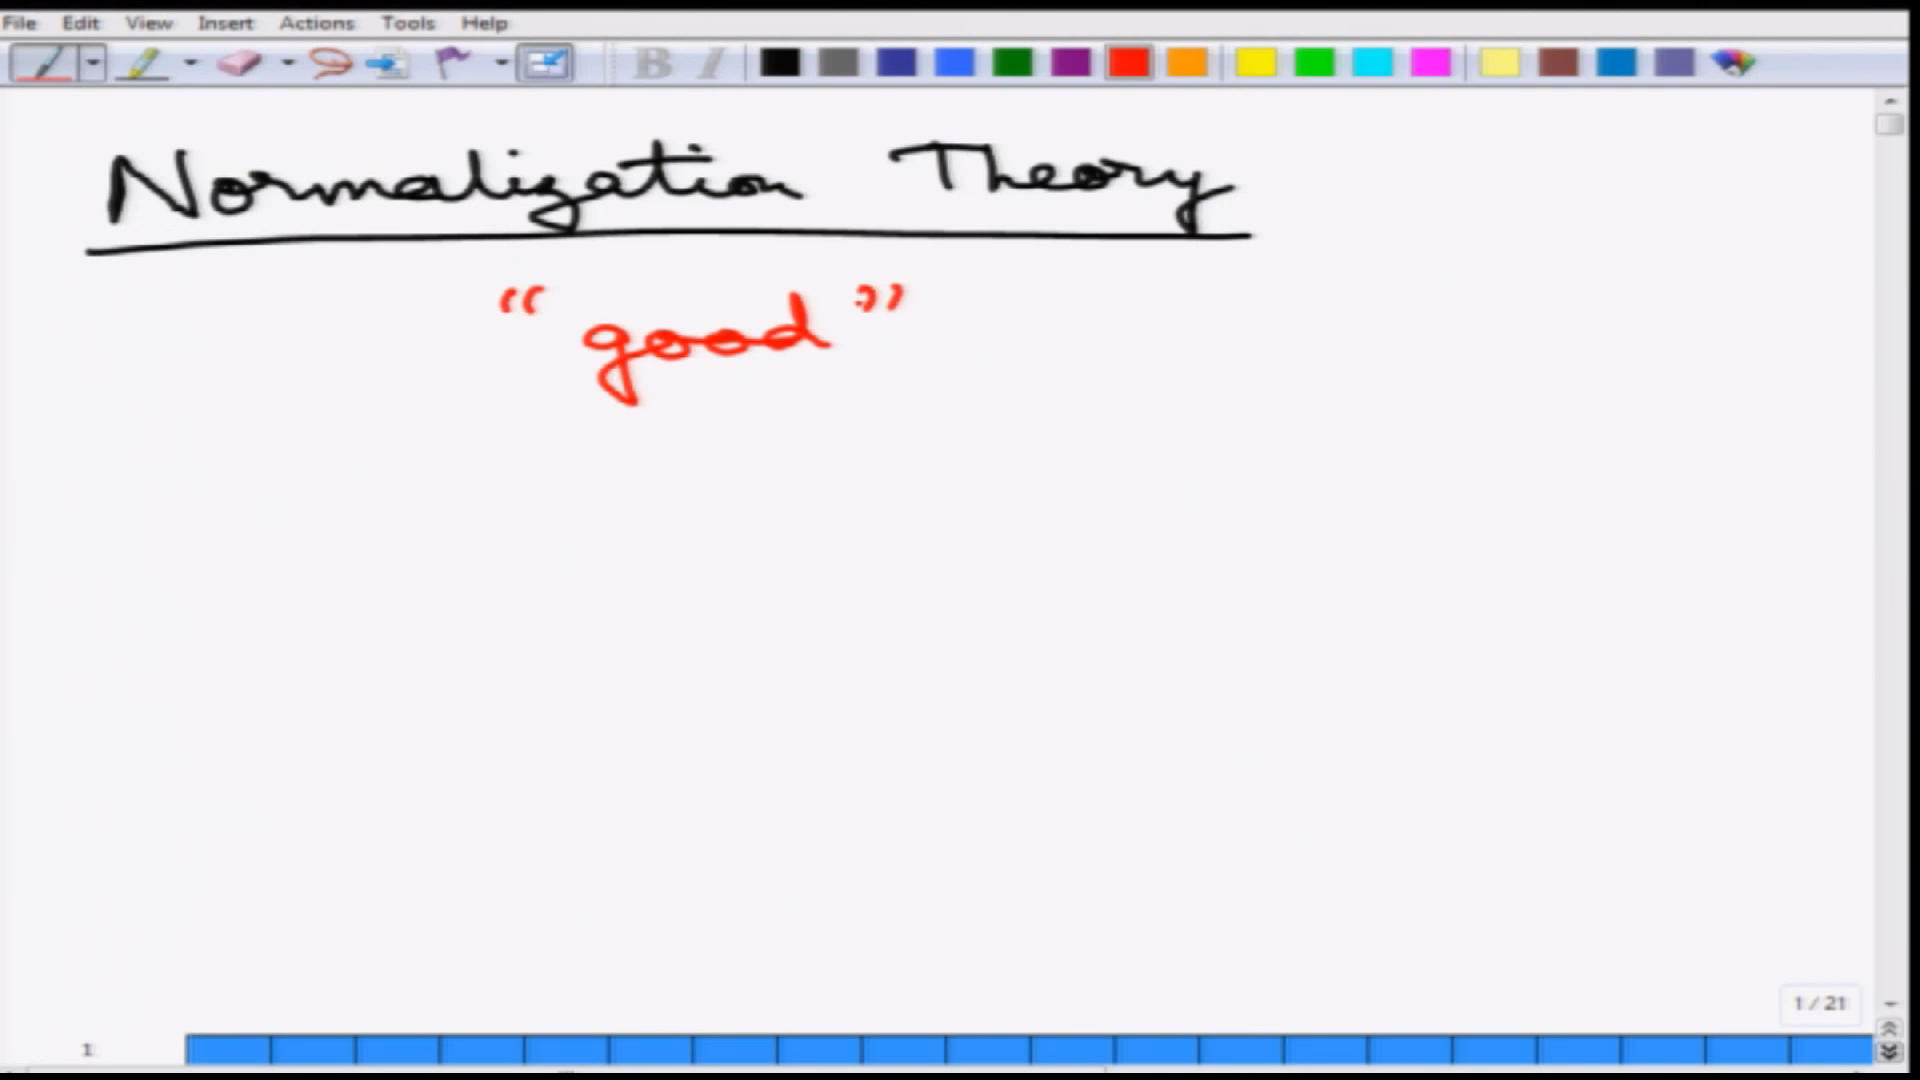 File Edit View Insert Actions Tools Help
B I
Normalization Theory
"good"
1 / 21
1